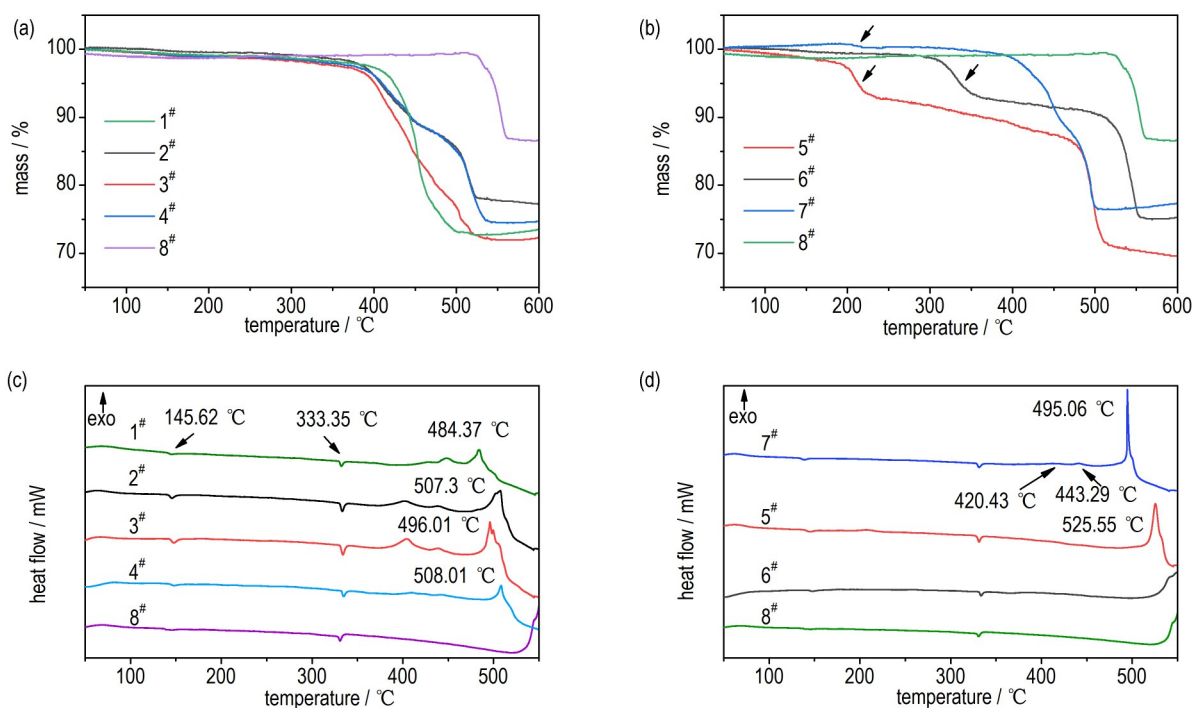 (a)
100
90
80
70
mass / %
1#
2#
3#
4#
8#
100 200 300 400 500 600
temperature / ℃
(b)
100
90
80
70
mass / %
5#
6#
7#
8#
100 200 300 400 500 600
temperature / ℃
(c)
exo
145.62 ℃
333.35 ℃
484.37 ℃
1#
2#
507.3 ℃
3#
496.01 ℃
4#
508.01 ℃
8#
heat flow / mW
100 200 300 400 500
temperature / ℃
(d)
exo
495.06 ℃
7#
420.43 ℃
443.29 ℃
5#
525.55 ℃
6#
8#
heat flow / mW
100 200 300 400 500
temperature / ℃